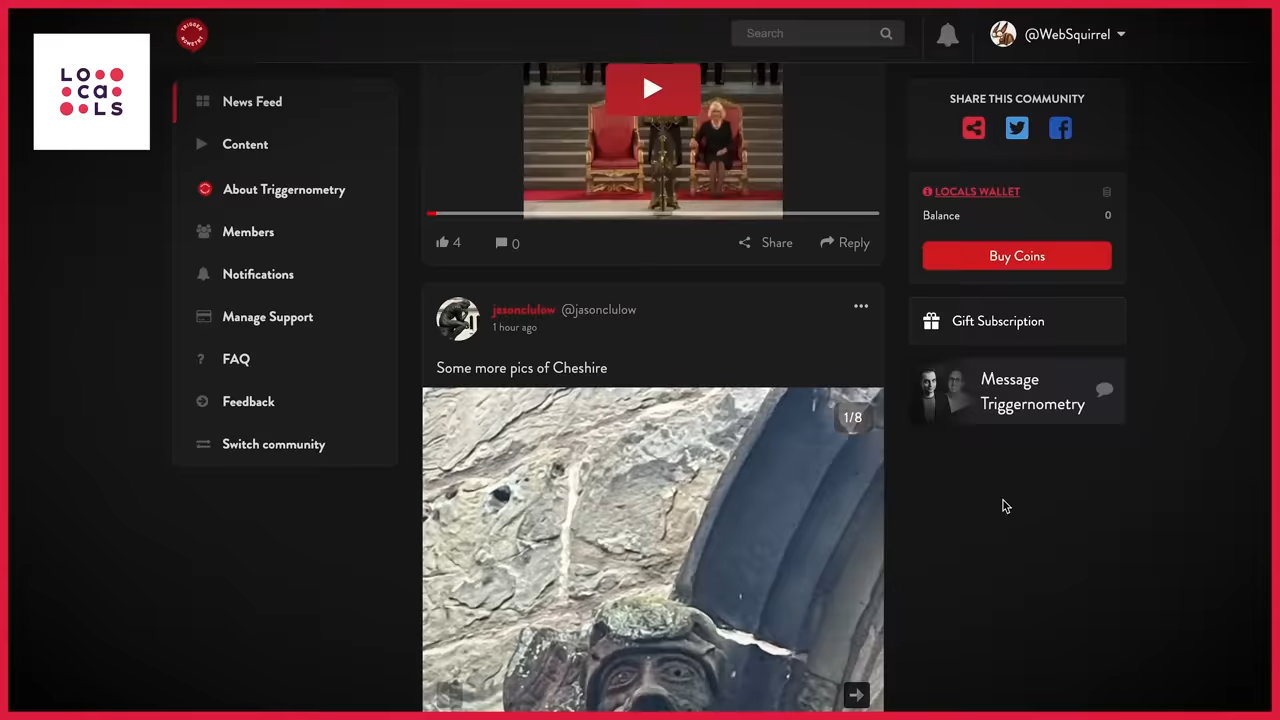 LO
ca
LS
TRIGGER
NOMETRY
Search
@WebSquirrel
News Feed
Content
About Triggernometry
Members
Notifications
Manage Support
? FAQ
Feedback
Switch community
4
0
Share
Reply
jasonclulow @jasonclulow
1 hour ago
Some more pics of Cheshire
1/8
SHARE THIS COMMUNITY
LOCALS WALLET
Balance 0
Buy Coins
Gift Subscription
Message
Triggernometry